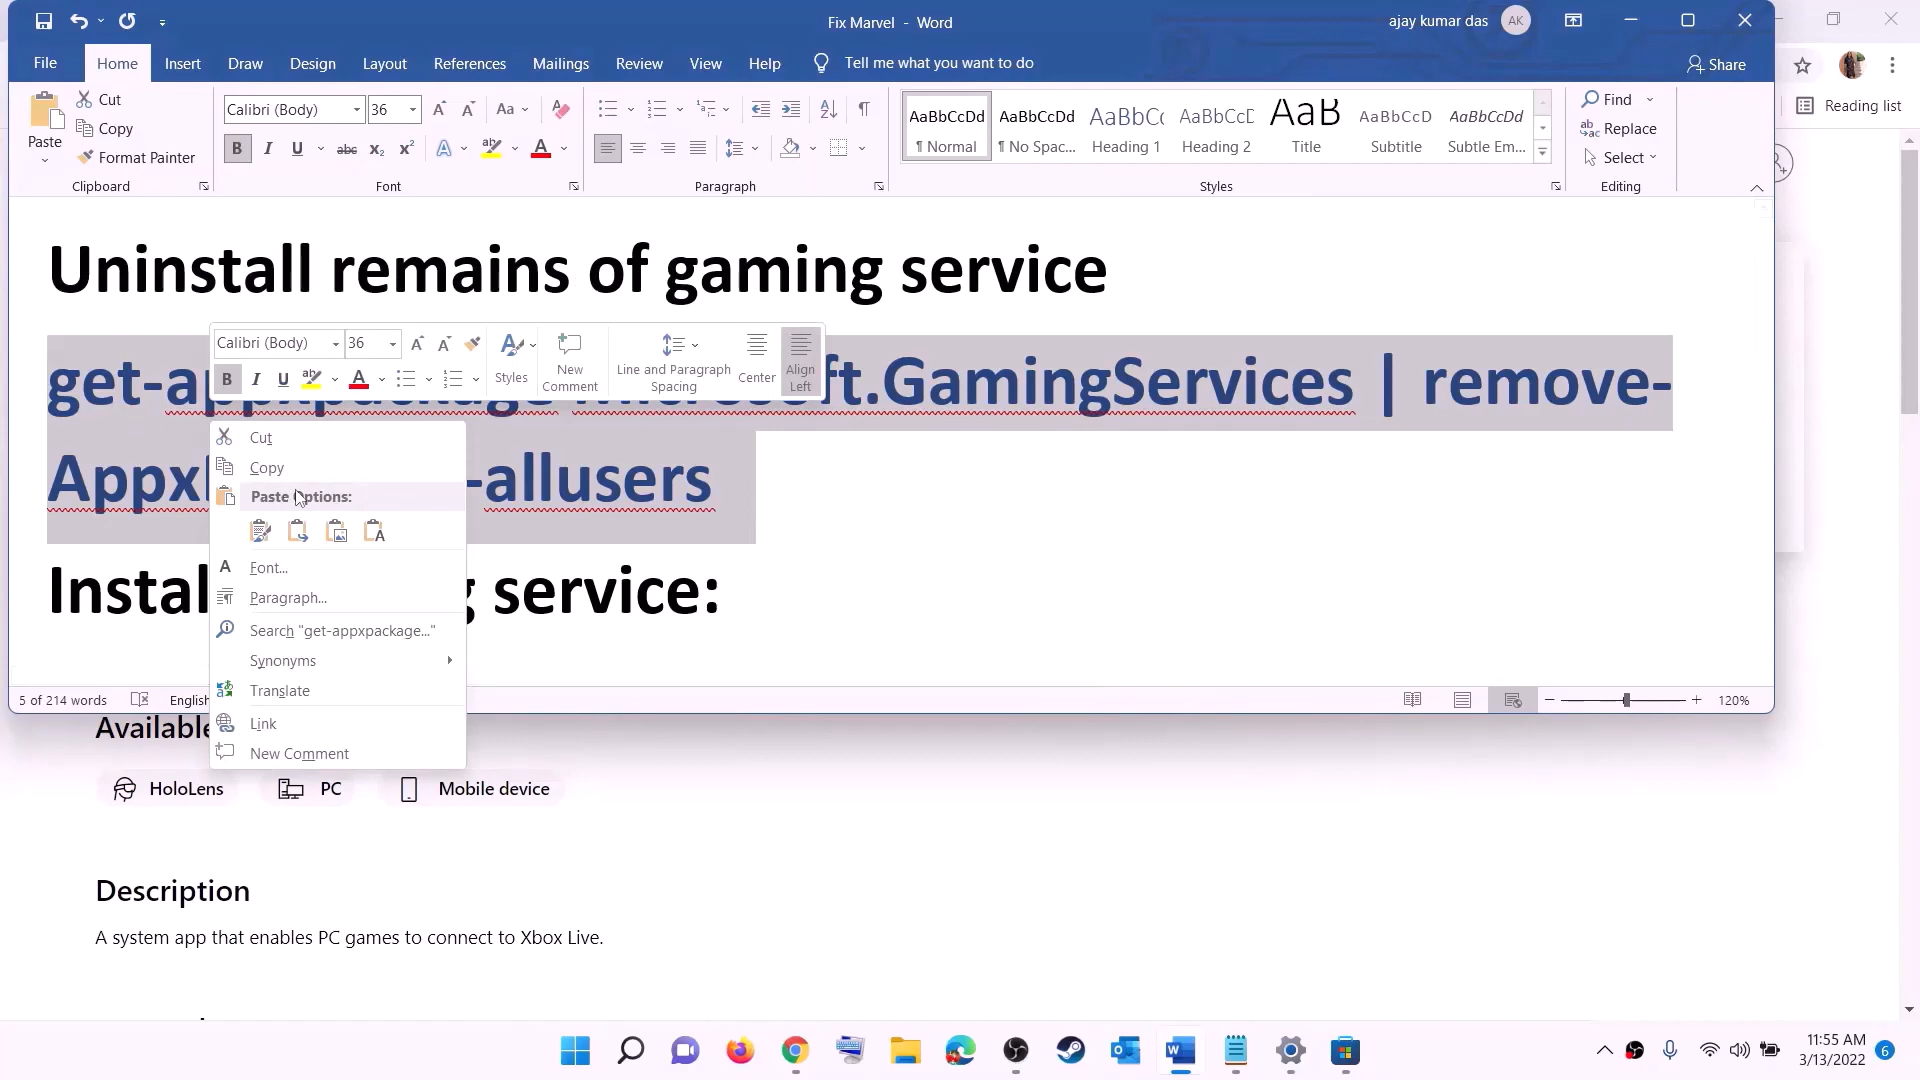 Fix Marvel - Word
ajay kumar das AK
File Home Insert Draw Design Layout References Mailings Review View Help Tell me what you want to do Share
Reading list
Paste
Cut
Copy
Format Painter
Clipboard
Calibri (Body) 36
Font
Paragraph
AaBbCcDd AaBbCcDd AaBbC( AaBbCcD AaB AaBbCcD AaBbCcDd
¶ Normal ¶ No Spac... Heading 1 Heading 2 Title Subtitle Subtle Em...
Styles
Find
Replace
Select
Editing
Uninstall remains of gaming service
Calibri (Body) 36
Styles
New Comment
Line and Paragraph Spacing
Center
Align Left
GamingServices | remove-
-allusers
service:
Cut
Copy
Paste Options:
Font...
Paragraph...
Search "get-appxpackage..."
Synonyms
Translate
Link
New Comment
5 of 214 words
English
120%
Available
HoloLens PC Mobile device
Description
A system app that enables PC games to connect to Xbox Live.
11:55 AM
3/13/2022
6